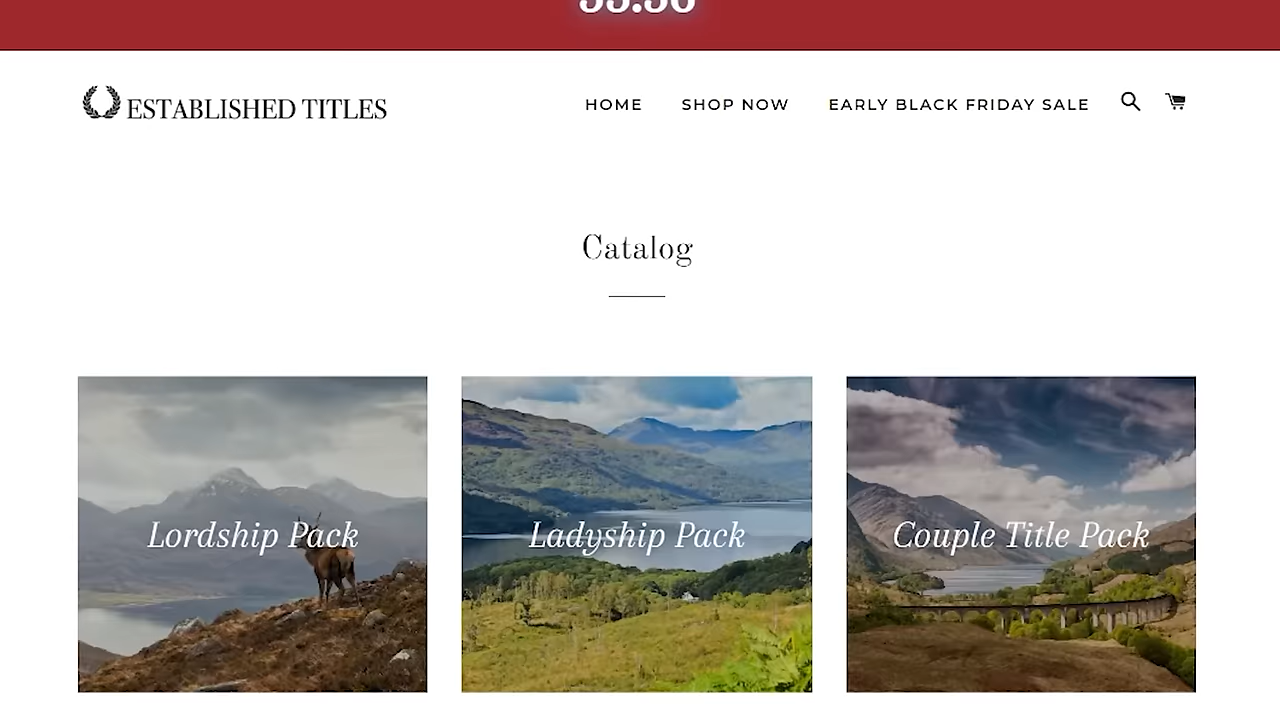 ESTABLISHED TITLES
HOME SHOP NOW EARLY BLACK FRIDAY SALE
Catalog
Lordship Pack
Ladyship Pack
Couple Title Pack